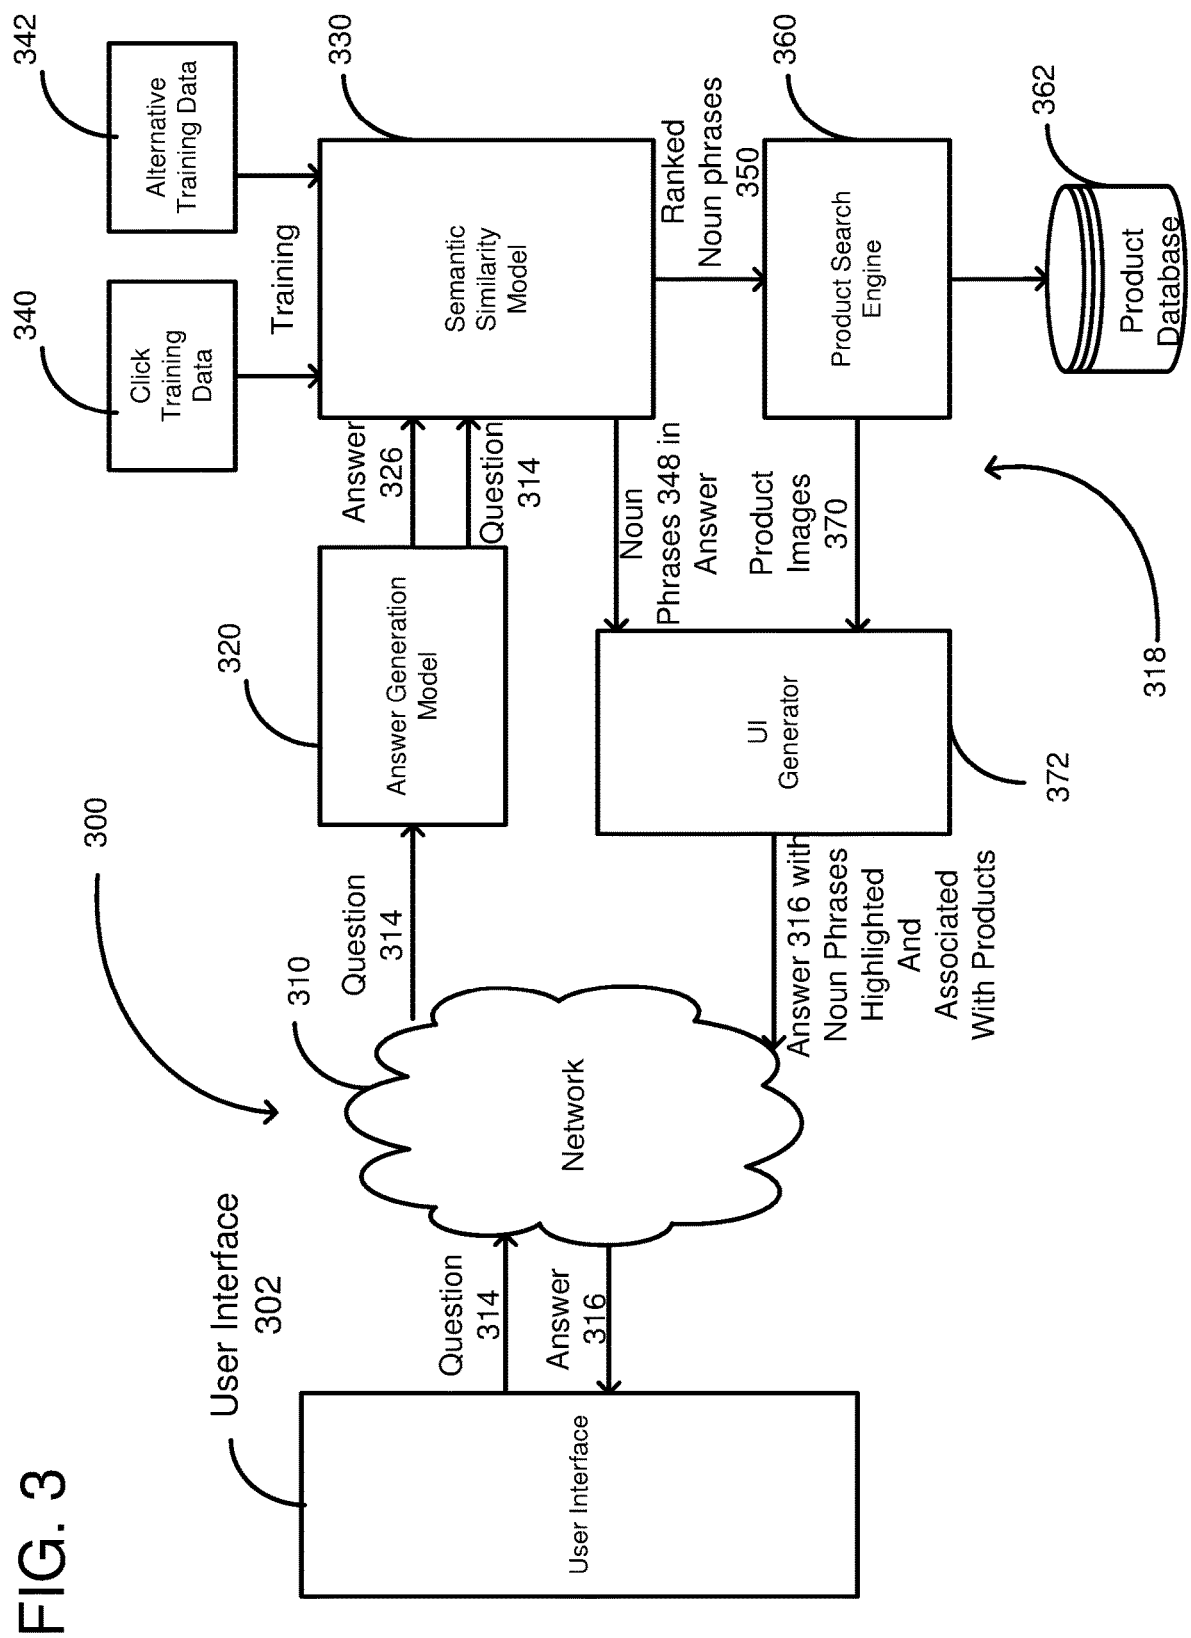 FIG. 3
300
342
Alternative
Training Data
340
Click
Training
Data
Training
330
Semantic
Similarity
Model
Answer
326
Question
314
320
Answer Generation
Model
Question
314
310
Network
User Interface
302
Question
314
Answer
316
User Interface
Ranked
Noun phrases
350
360
Product Search
Engine
362
Product
Database
Noun
Phrases 348 in
Answer
Product
Images
370
318
UI
Generator
372
Answer 316 with
Noun Phrases
Highlighted
And
Associated
With Products